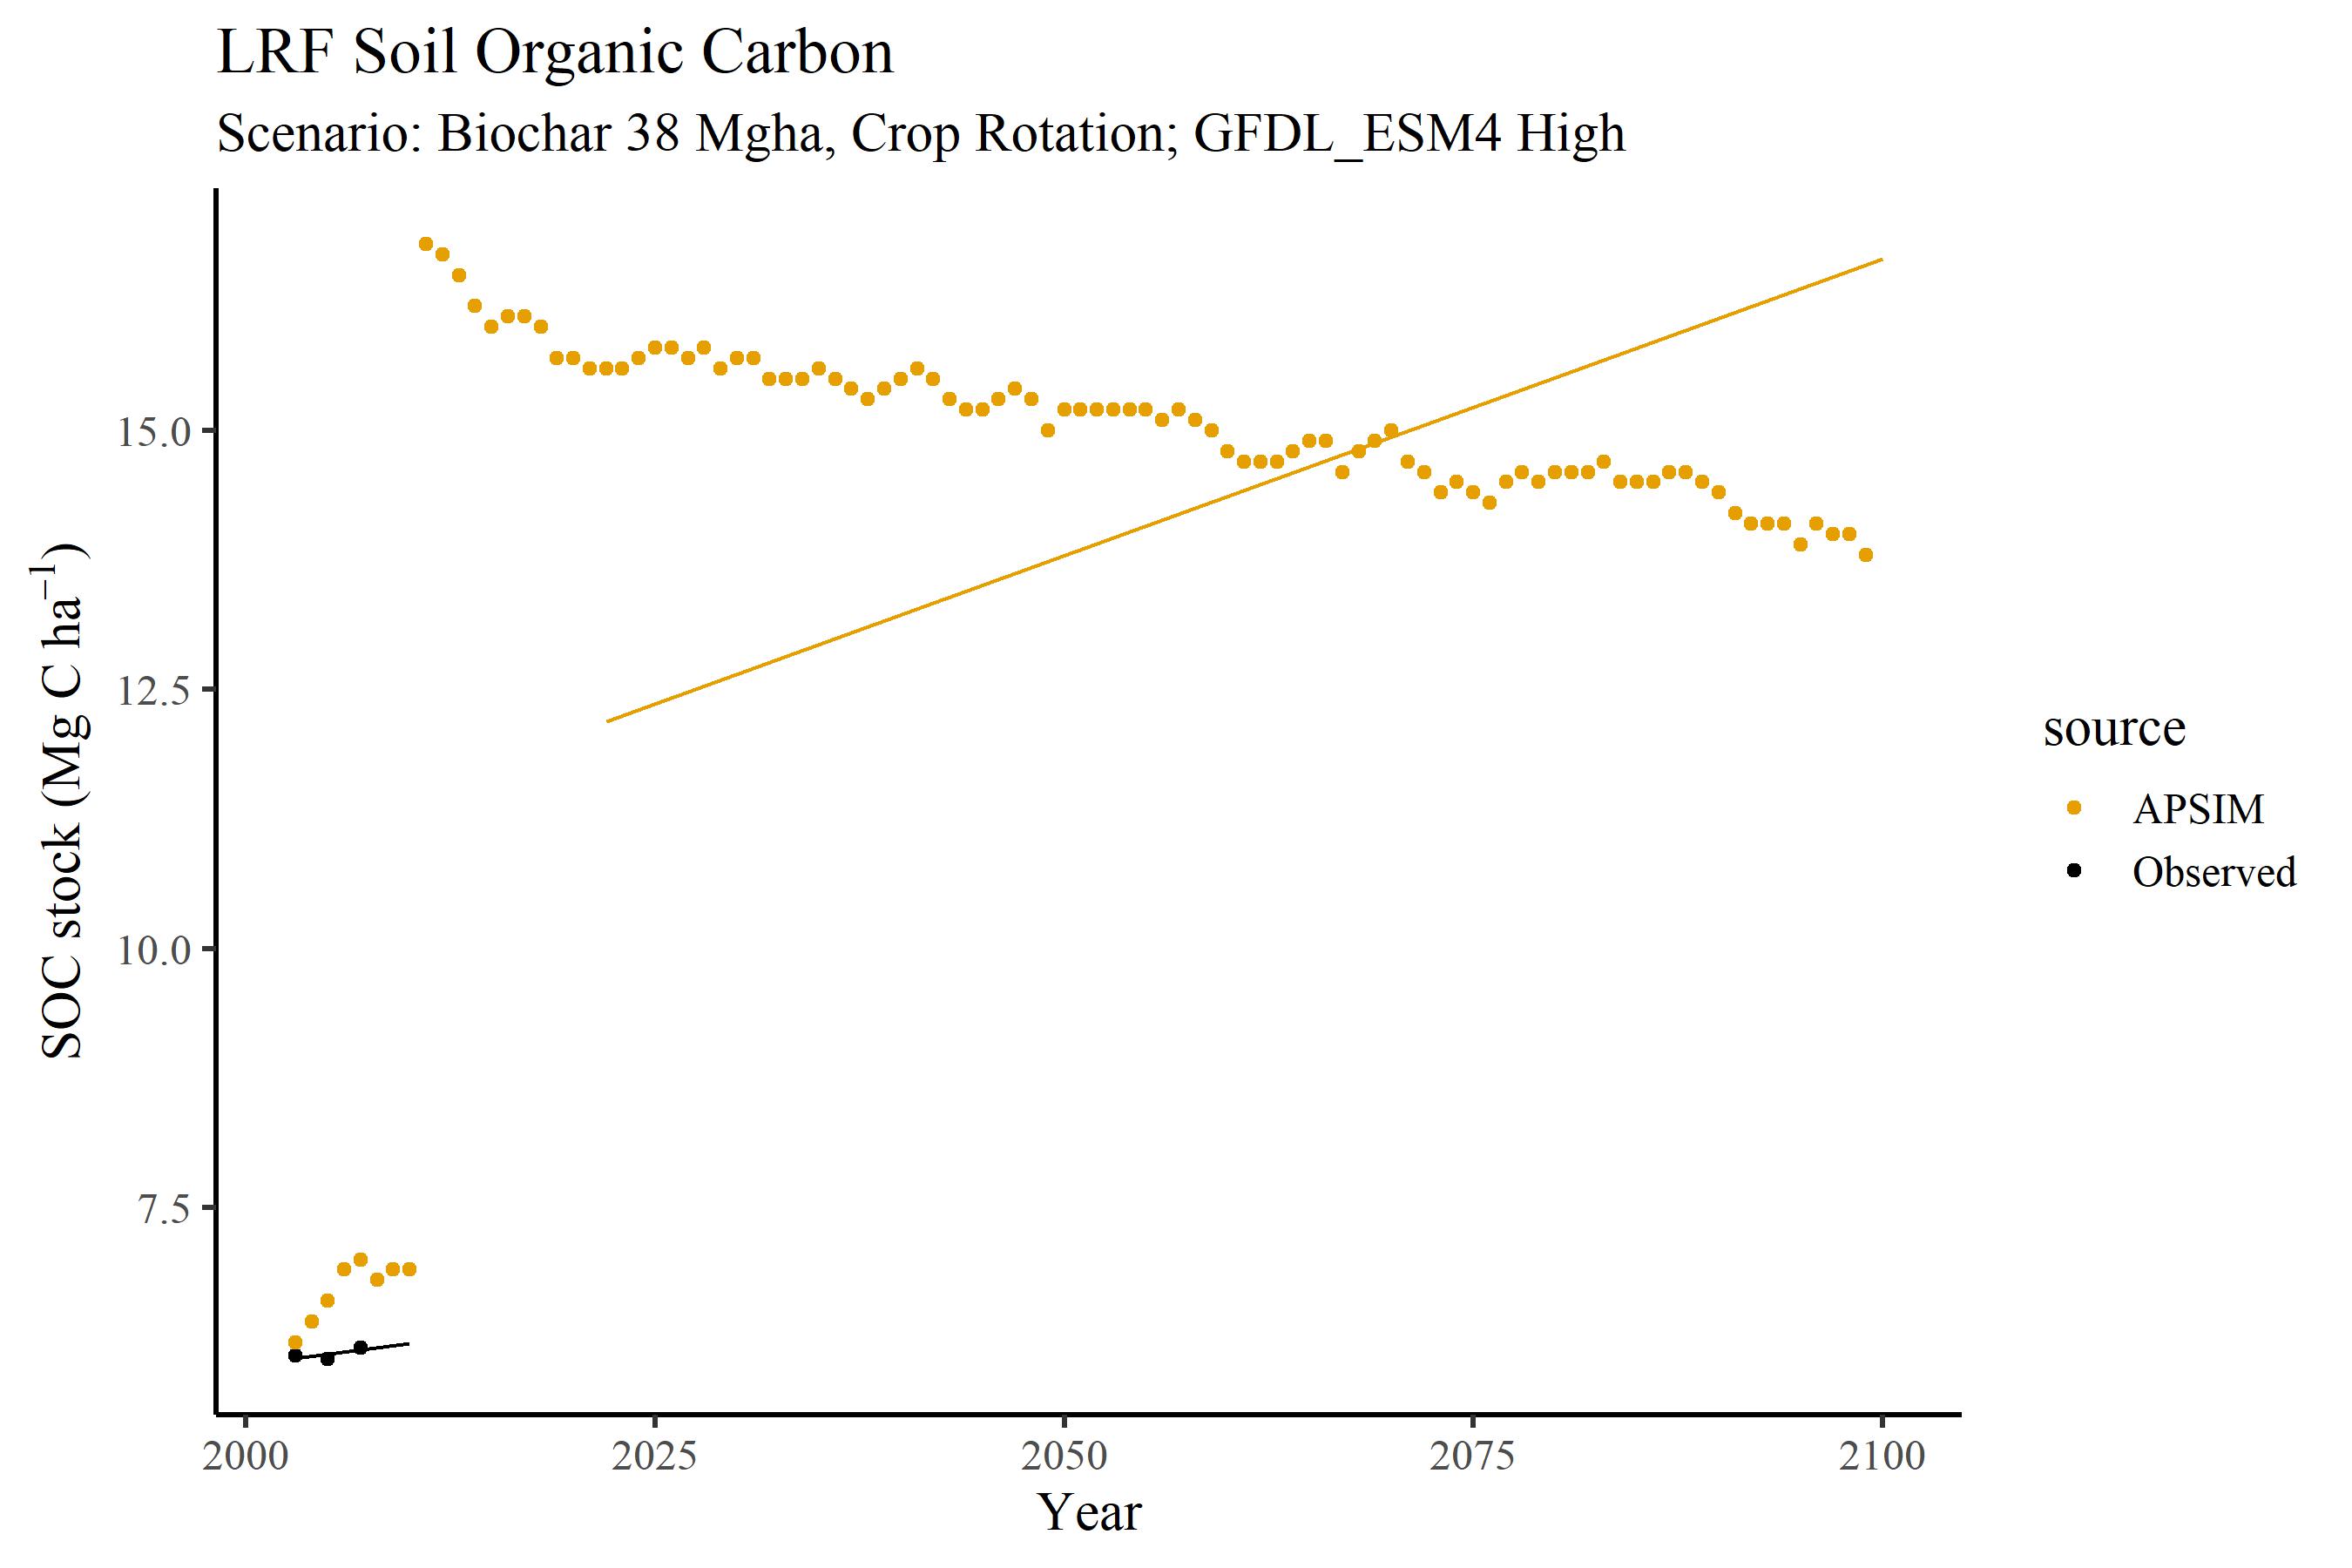 LRF Soil Organic Carbon
Scenario: Biochar 38 Mgha, Crop Rotation; GFDL_ESM4 High
SOC stock (Mg C ha⁻¹)
15.0
12.5
10.0
7.5
2000
2025
2050
2075
2100
Year
source
APSIM
Observed